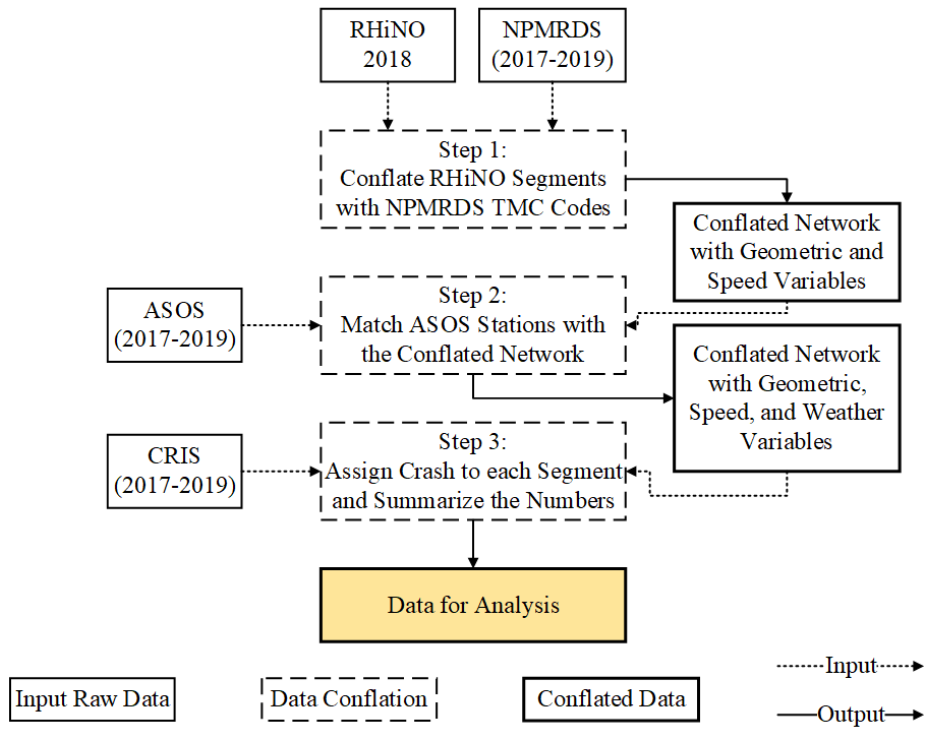 RHiNO
2018
NPMRDS
(2017-2019)
Step 1:
Conflate RHiNO Segments
with NPMRDS TMC Codes
Conflated Network
with Geometric and
Speed Variables
ASOS
(2017-2019)
Step 2:
Match ASOS Stations with
the Conflated Network
Conflated Network
with Geometric,
Speed, and Weather
Variables
CRIS
(2017-2019)
Step 3:
Assign Crash to each Segment
and Summarize the Numbers
Data for Analysis
Input Raw Data
Data Conflation
Conflated Data
Input
Output